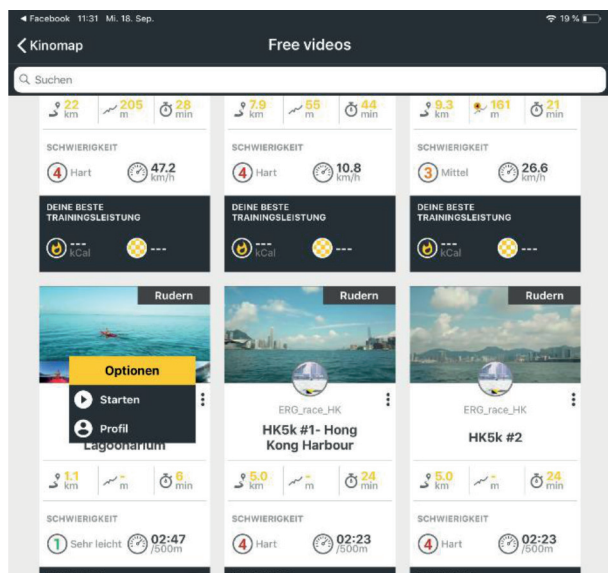 Facebook 11:31 Mi. 18. Sep. 19 %
Kinomap Free videos
Suchen
22 km 205 m 28 min
7.9 km 55 m 44 min
9.3 km 161 m 21 min
SCHWIERIGKEIT
4 Hart 47.2 km/h
SCHWIERIGKEIT
4 Hart 10.8 km/h
SCHWIERIGKEIT
3 Mittel 26.6 km/h
DEINE BESTE
TRAININGSLEISTUNG
--- kCal ---
DEINE BESTE
TRAININGSLEISTUNG
--- kCal ---
DEINE BESTE
TRAININGSLEISTUNG
--- kCal ---
Rudern
Optionen
Starten
Profil
Lagoonarium
1.1 km - m 6 min
SCHWIERIGKEIT
1 Sehr leicht 02:47 /500m
Rudern
ERG_race_HK
HK5k #1- Hong
Kong Harbour
5.0 km - m 24 min
SCHWIERIGKEIT
4 Hart 02:23 /500m
Rudern
ERG_race_HK
HK5k #2
5.0 km - m 24 min
SCHWIERIGKEIT
4 Hart 02:23 /500m